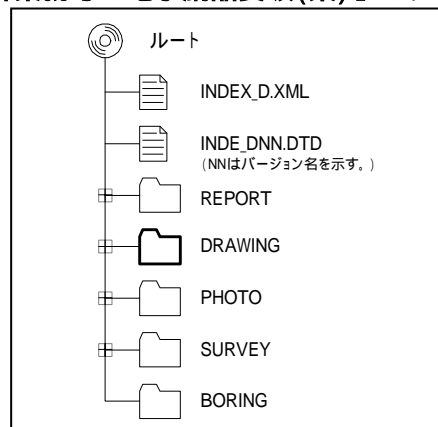 ルート
INDEX_D.XML
INDE_DNN.DTD
(NNはバージョン名を示す。)
REPORT
DRAWING
PHOTO
SURVEY
BORING